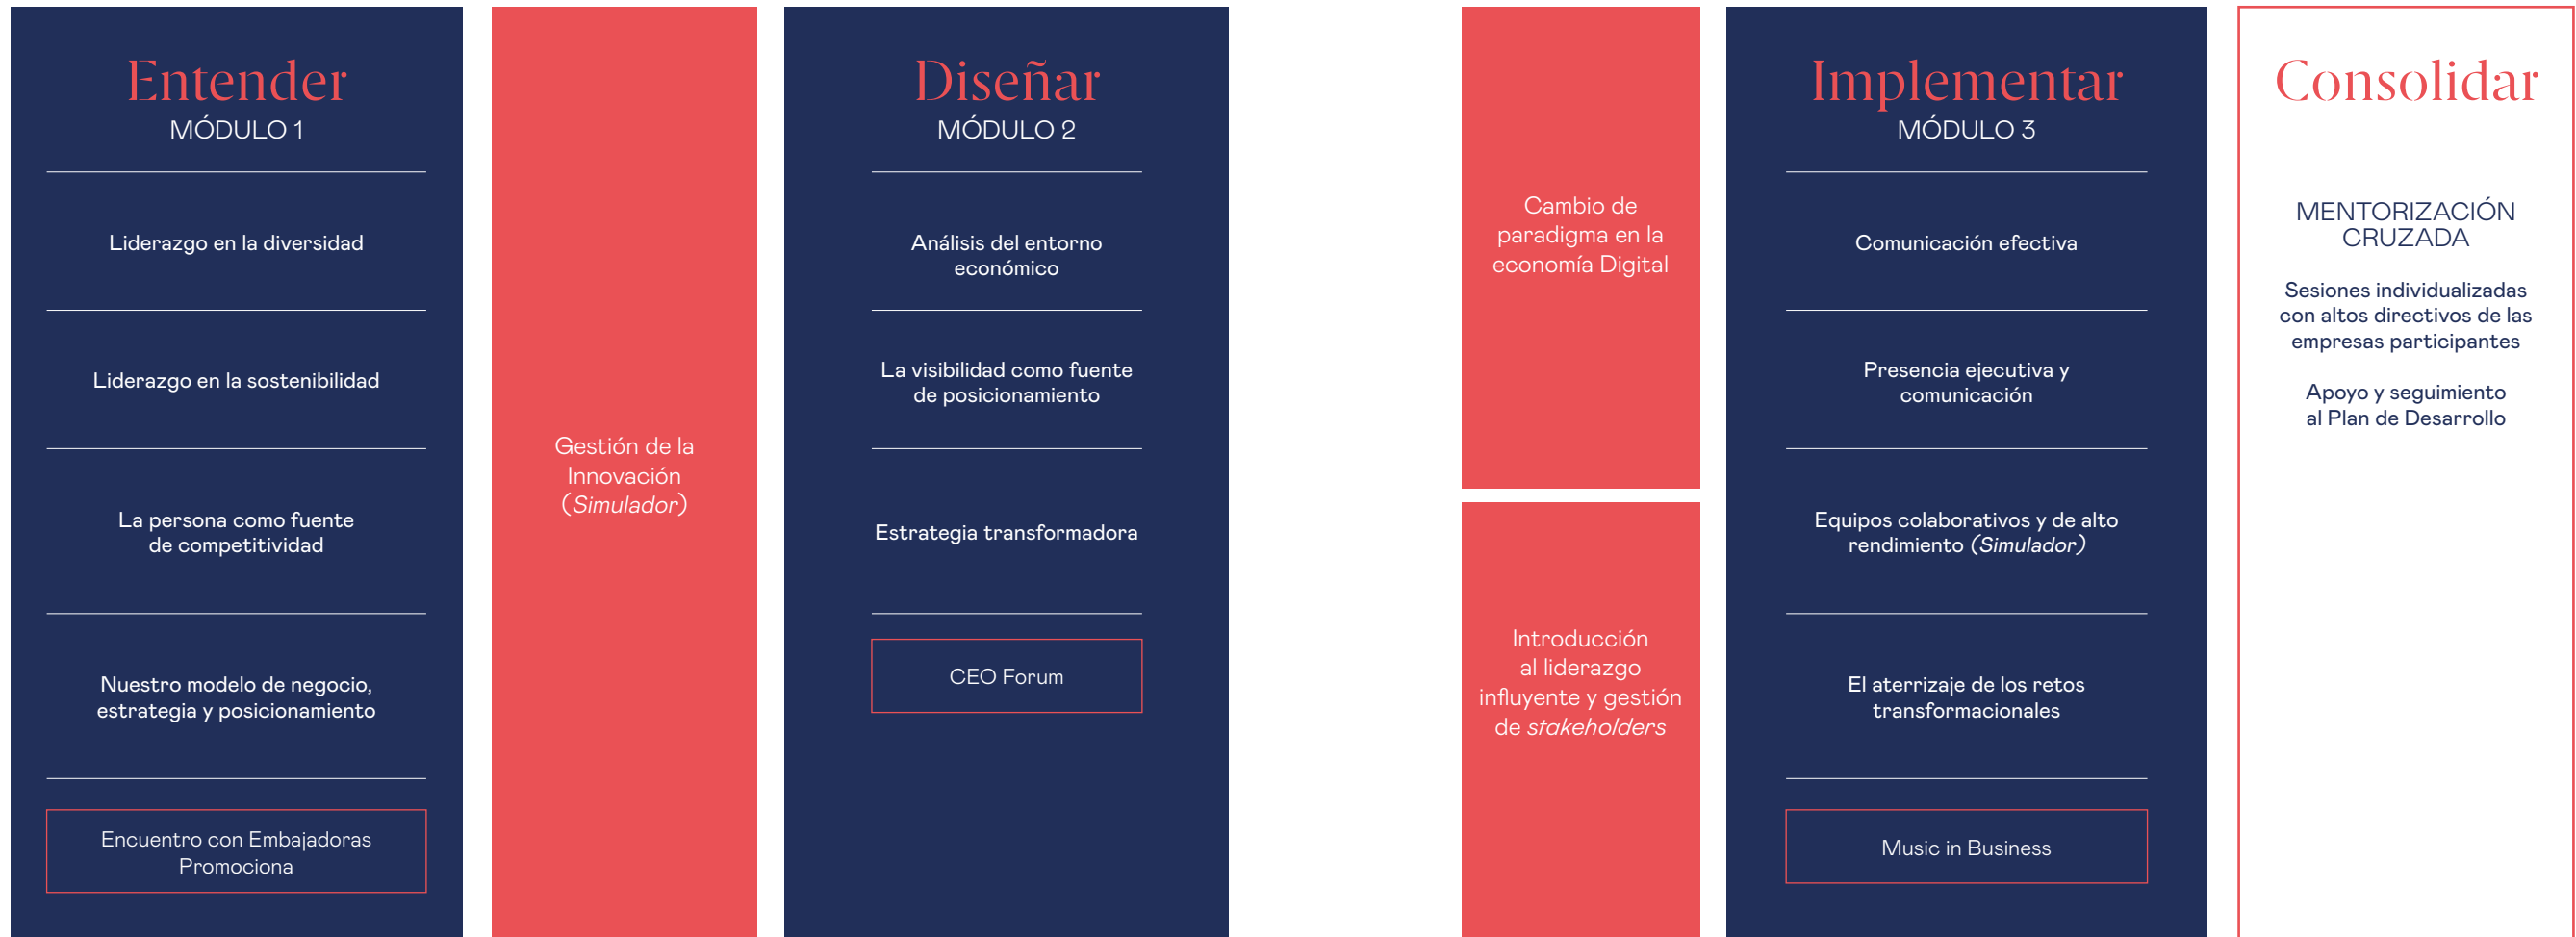 Entender
MÓDULO 1
Liderazgo en la diversidad
Liderazgo en la sostenibilidad
La persona como fuente
de competitividad
Nuestro modelo de negocio,
estrategia y posicionamiento
Encuentro con Embajadoras
Promociona
Gestión de la
Innovación
(Simulador)
Diseñar
MÓDULO 2
Análisis del entorno
económico
La visibilidad como fuente
de posicionamiento
Estrategia transformadora
CEO Forum
Cambio de
paradigma en la
economía Digital
Introducción
al liderazgo
influyente y gestión
de stakeholders
Implementar
MÓDULO 3
Comunicación efectiva
Presencia ejecutiva y
comunicación
Equipos colaborativos y de alto
rendimiento (Simulador)
El aterrizaje de los retos
transformacionales
Music in Business
Consolidar
MENTORIZACIÓN
CRUZADA
Sesiones individualizadas
con altos directivos de las
empresas participantes
Apoyo y seguimiento
al Plan de Desarrollo